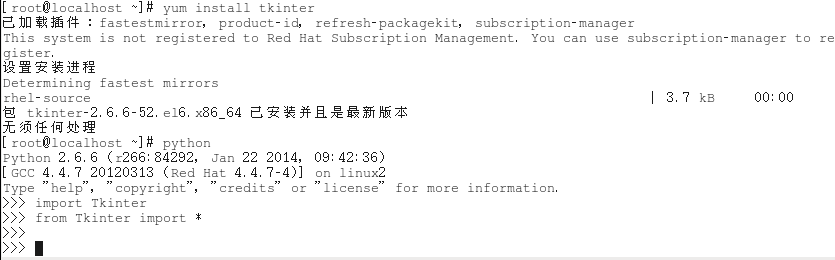 [root@localhost ~]# yum install tkinter
已加载插件：fastestmirror, product-id, refresh-packagekit, subscription-manager
This system is not registered to Red Hat Subscription Management. You can use subscription-manager to re
gister.
设置安装进程
Determining fastest mirrors
rhel-source | 3.7 kB 00:00
包 tkinter-2.6.6-52.el6.x86_64 已安装并且是最新版本
无须任何处理
[root@localhost ~]# python
Python 2.6.6 (r266:84292, Jan 22 2014, 09:42:36)
[GCC 4.4.7 20120313 (Red Hat 4.4.7-4)] on linux2
Type "help", "copyright", "credits" or "license" for more information.
>>> import Tkinter
>>> from Tkinter import *
>>>
>>>